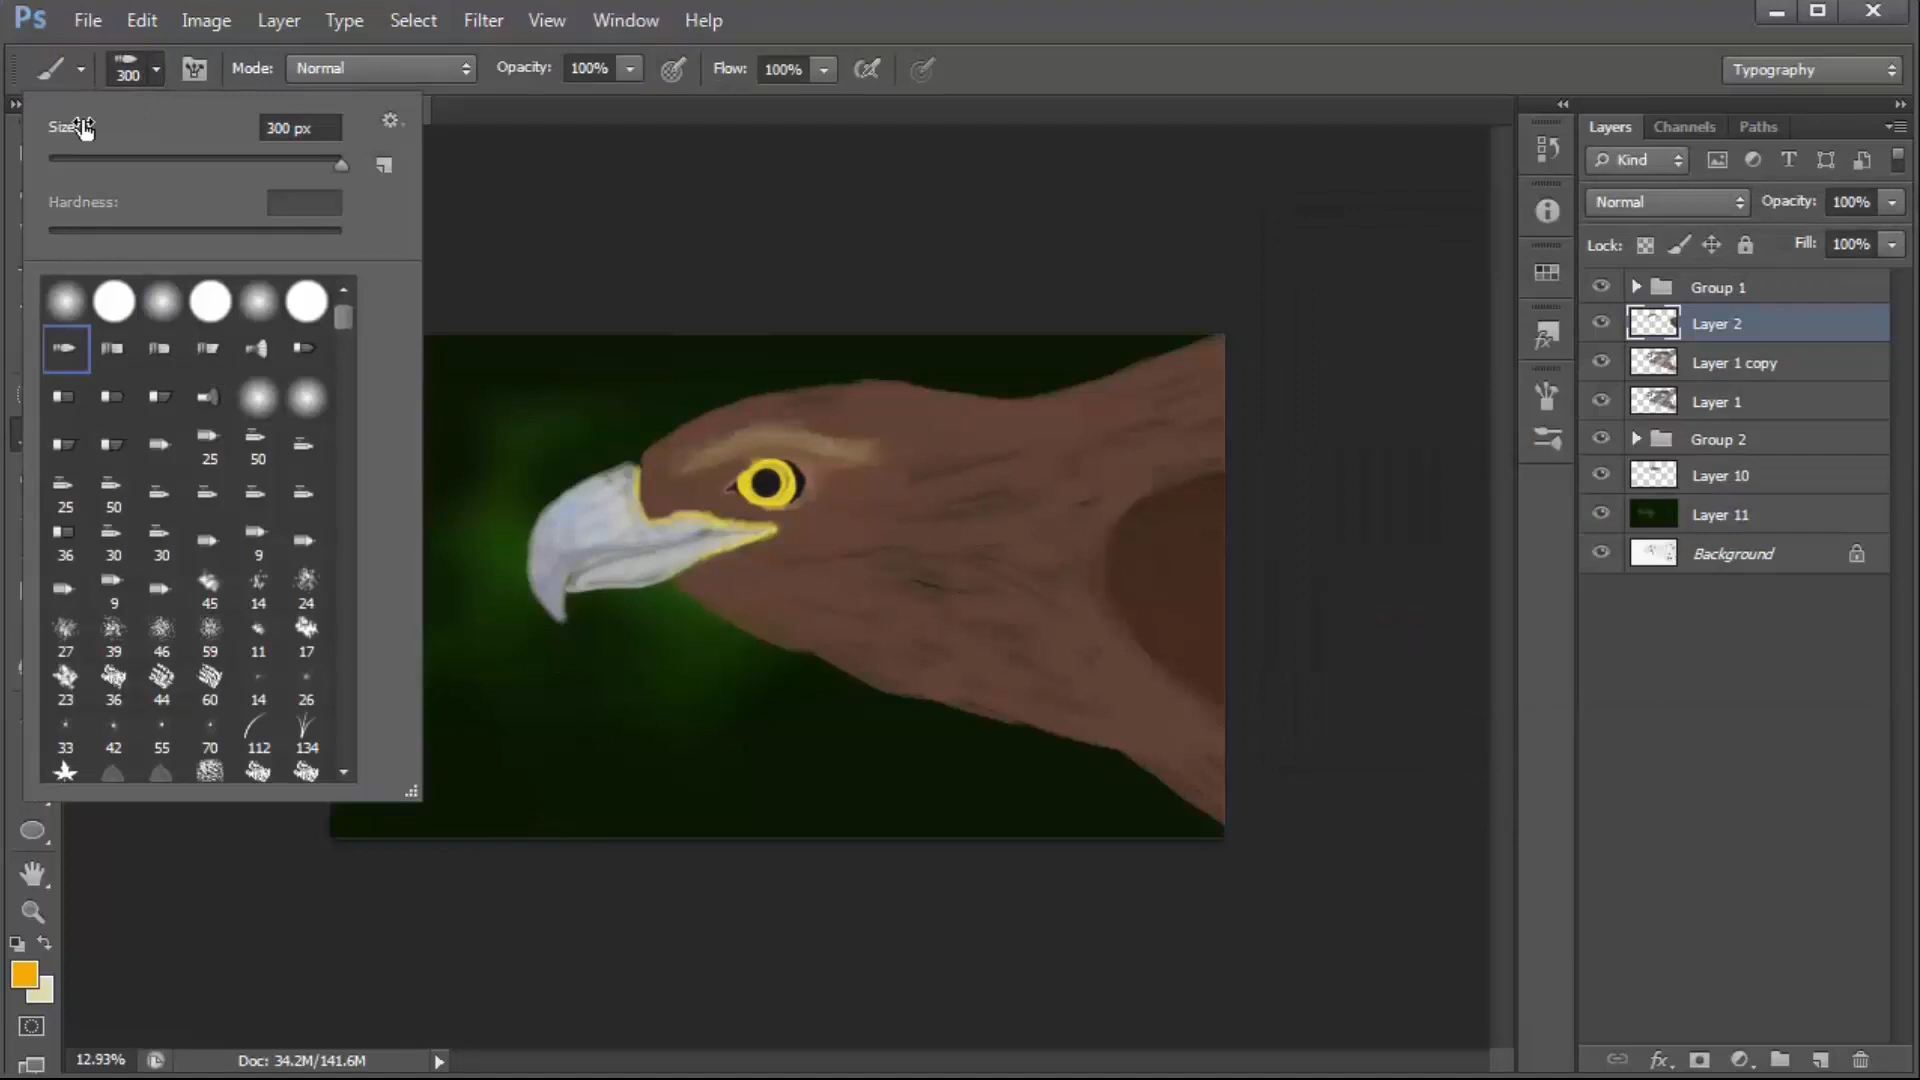 Ps File Edit Image Layer Type Select Filter View Window Help
300 Mode: Normal Opacity: 100% Flow: 100% Typography
Size: 300 px
Hardness:
25 50
25 50
36 30 30 9
9 45 14 24
27 39 46 59 11 17
23 36 44 60 14 26
33 42 55 70 112 134
Layers Channels Paths
Kind T
Normal Opacity: 100%
Lock: Fill: 100%
Group 1
Layer 2
Layer 1 copy
Layer 1
Group 2
Layer 10
Layer 11
Background
fx
12.93% Doc: 34.2M/141.6M